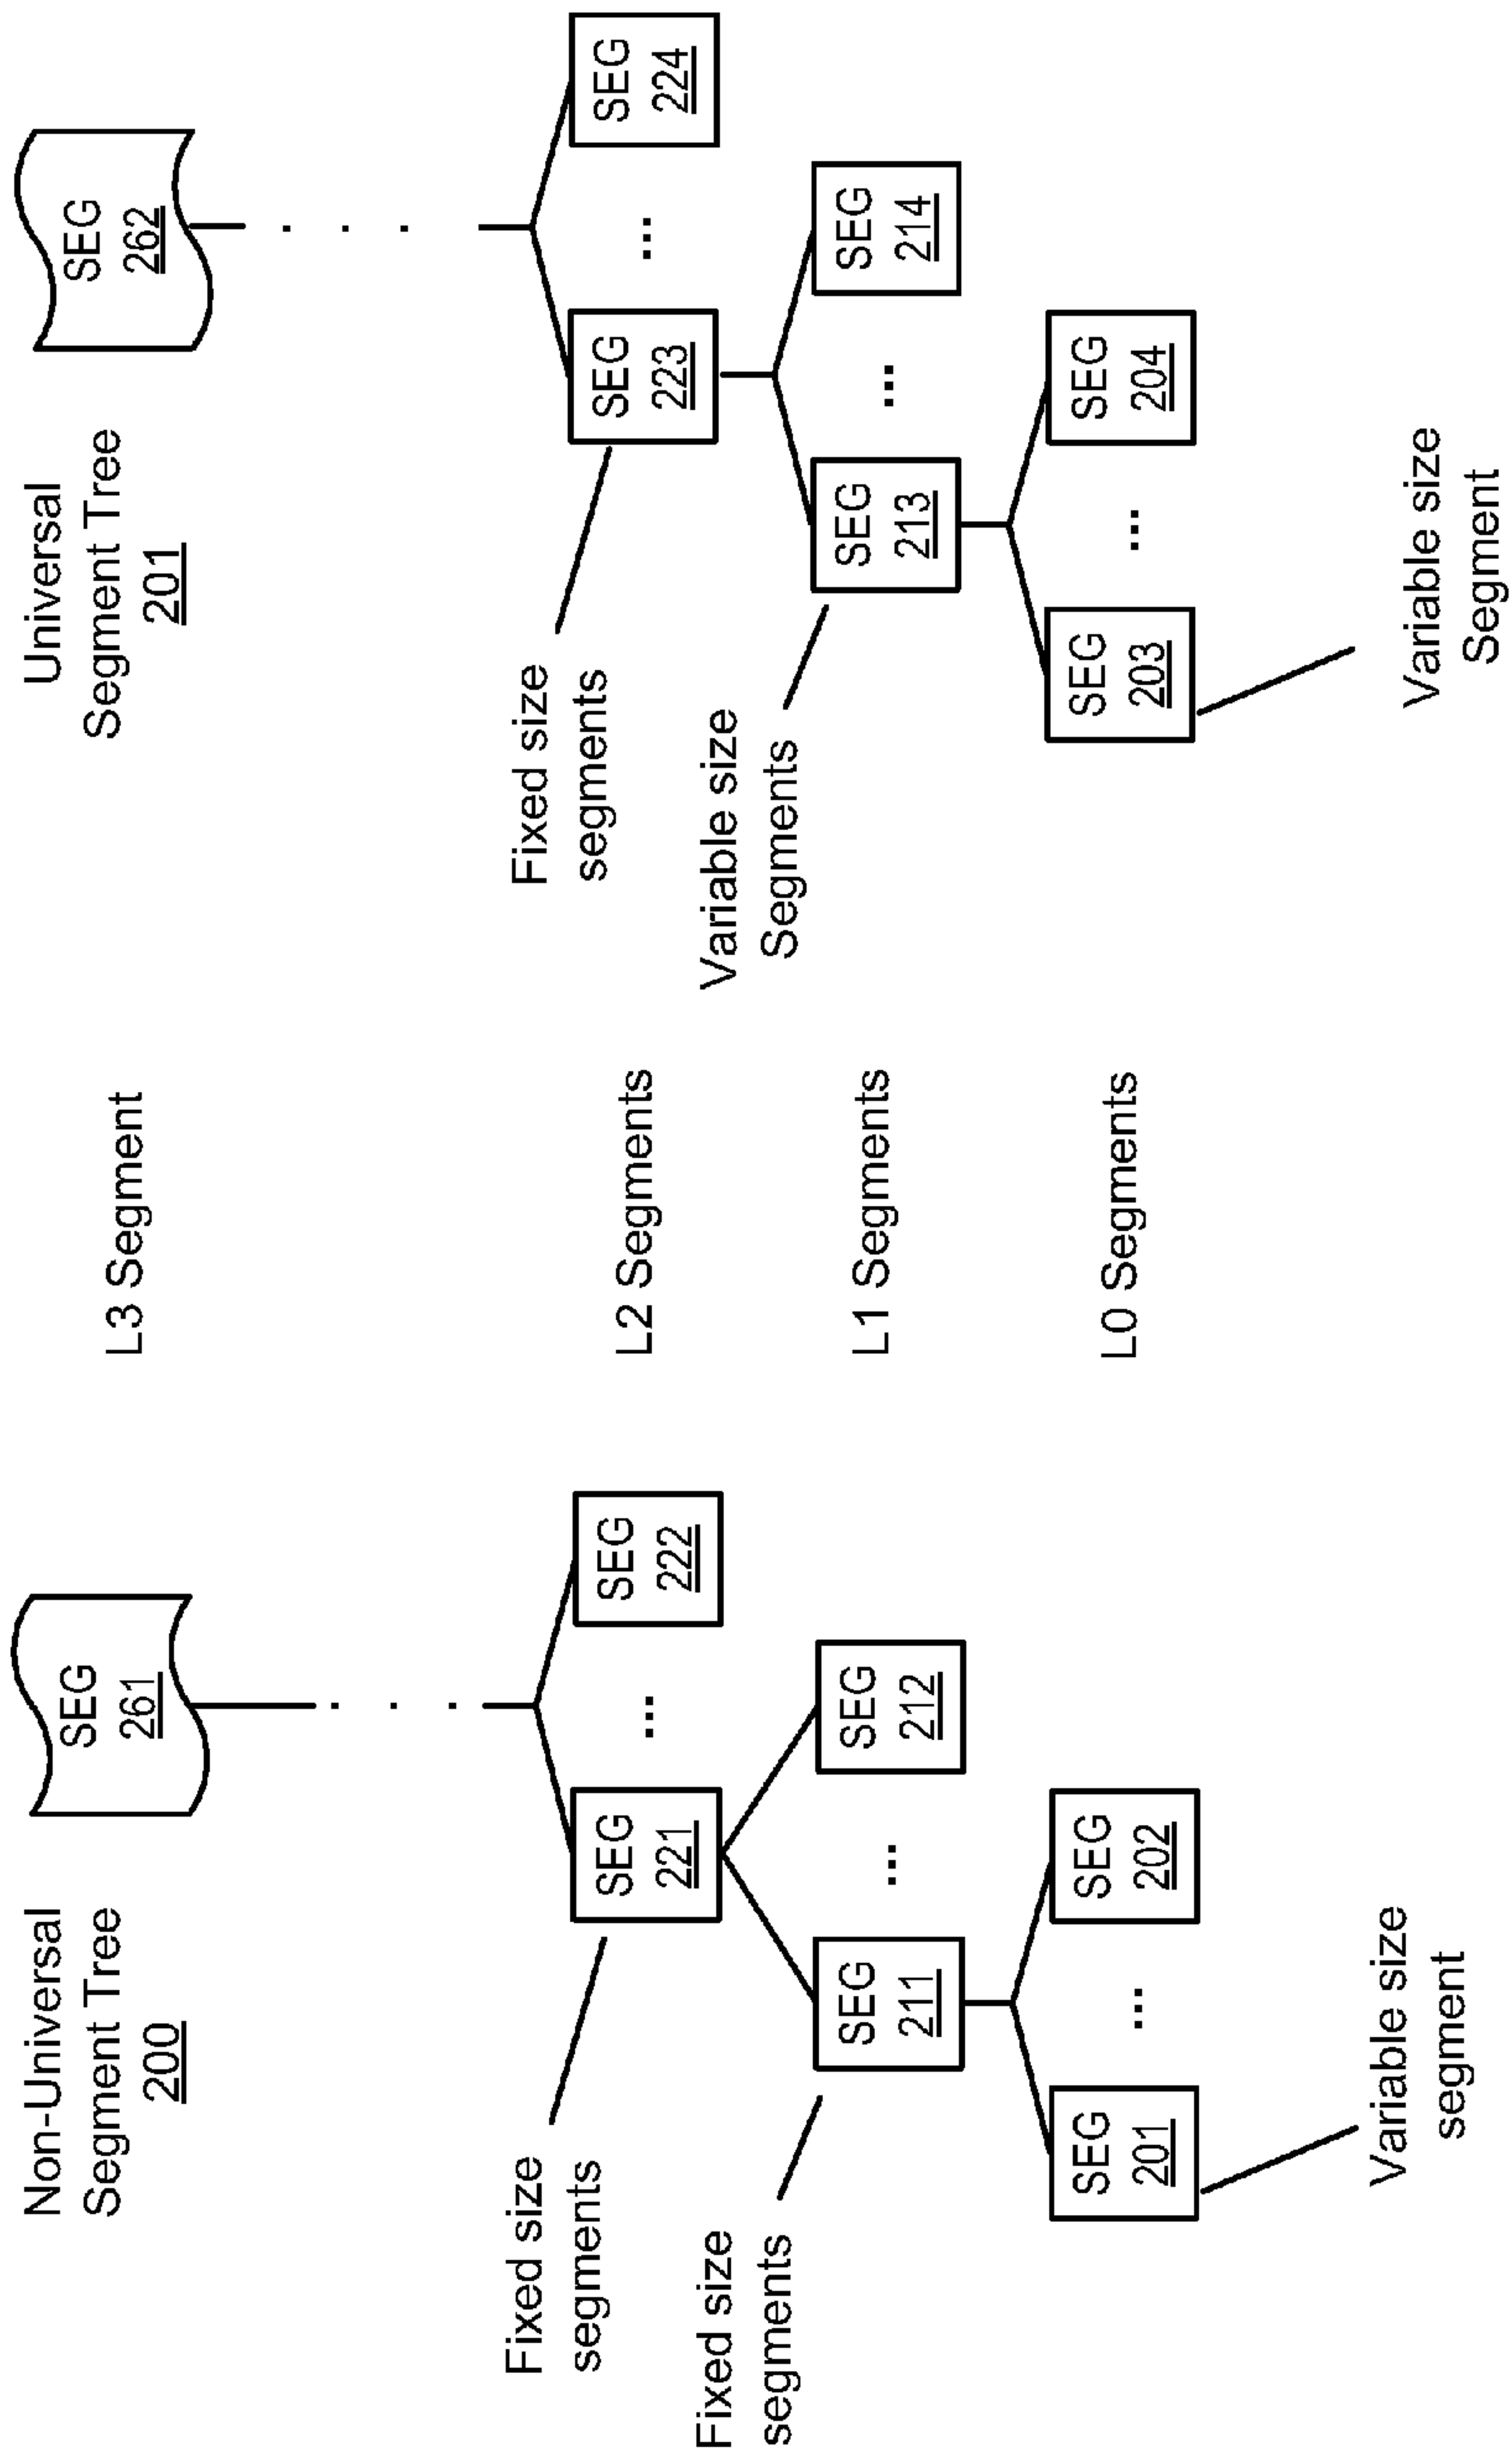 Non-Universal
Segment Tree
200
SEG
261
L3 Segment
Universal
Segment Tree
201
SEG
262
Fixed size
segments
SEG
221
...
SEG
222
L2 Segments
Fixed size
segments
SEG
223
...
SEG
224
Fixed size
segments
SEG
211
...
SEG
212
L1 Segments
Variable size
Segments
SEG
213
...
SEG
214
SEG
201
...
SEG
202
L0 Segments
SEG
203
...
SEG
204
Variable size
segment
Variable size
Segment